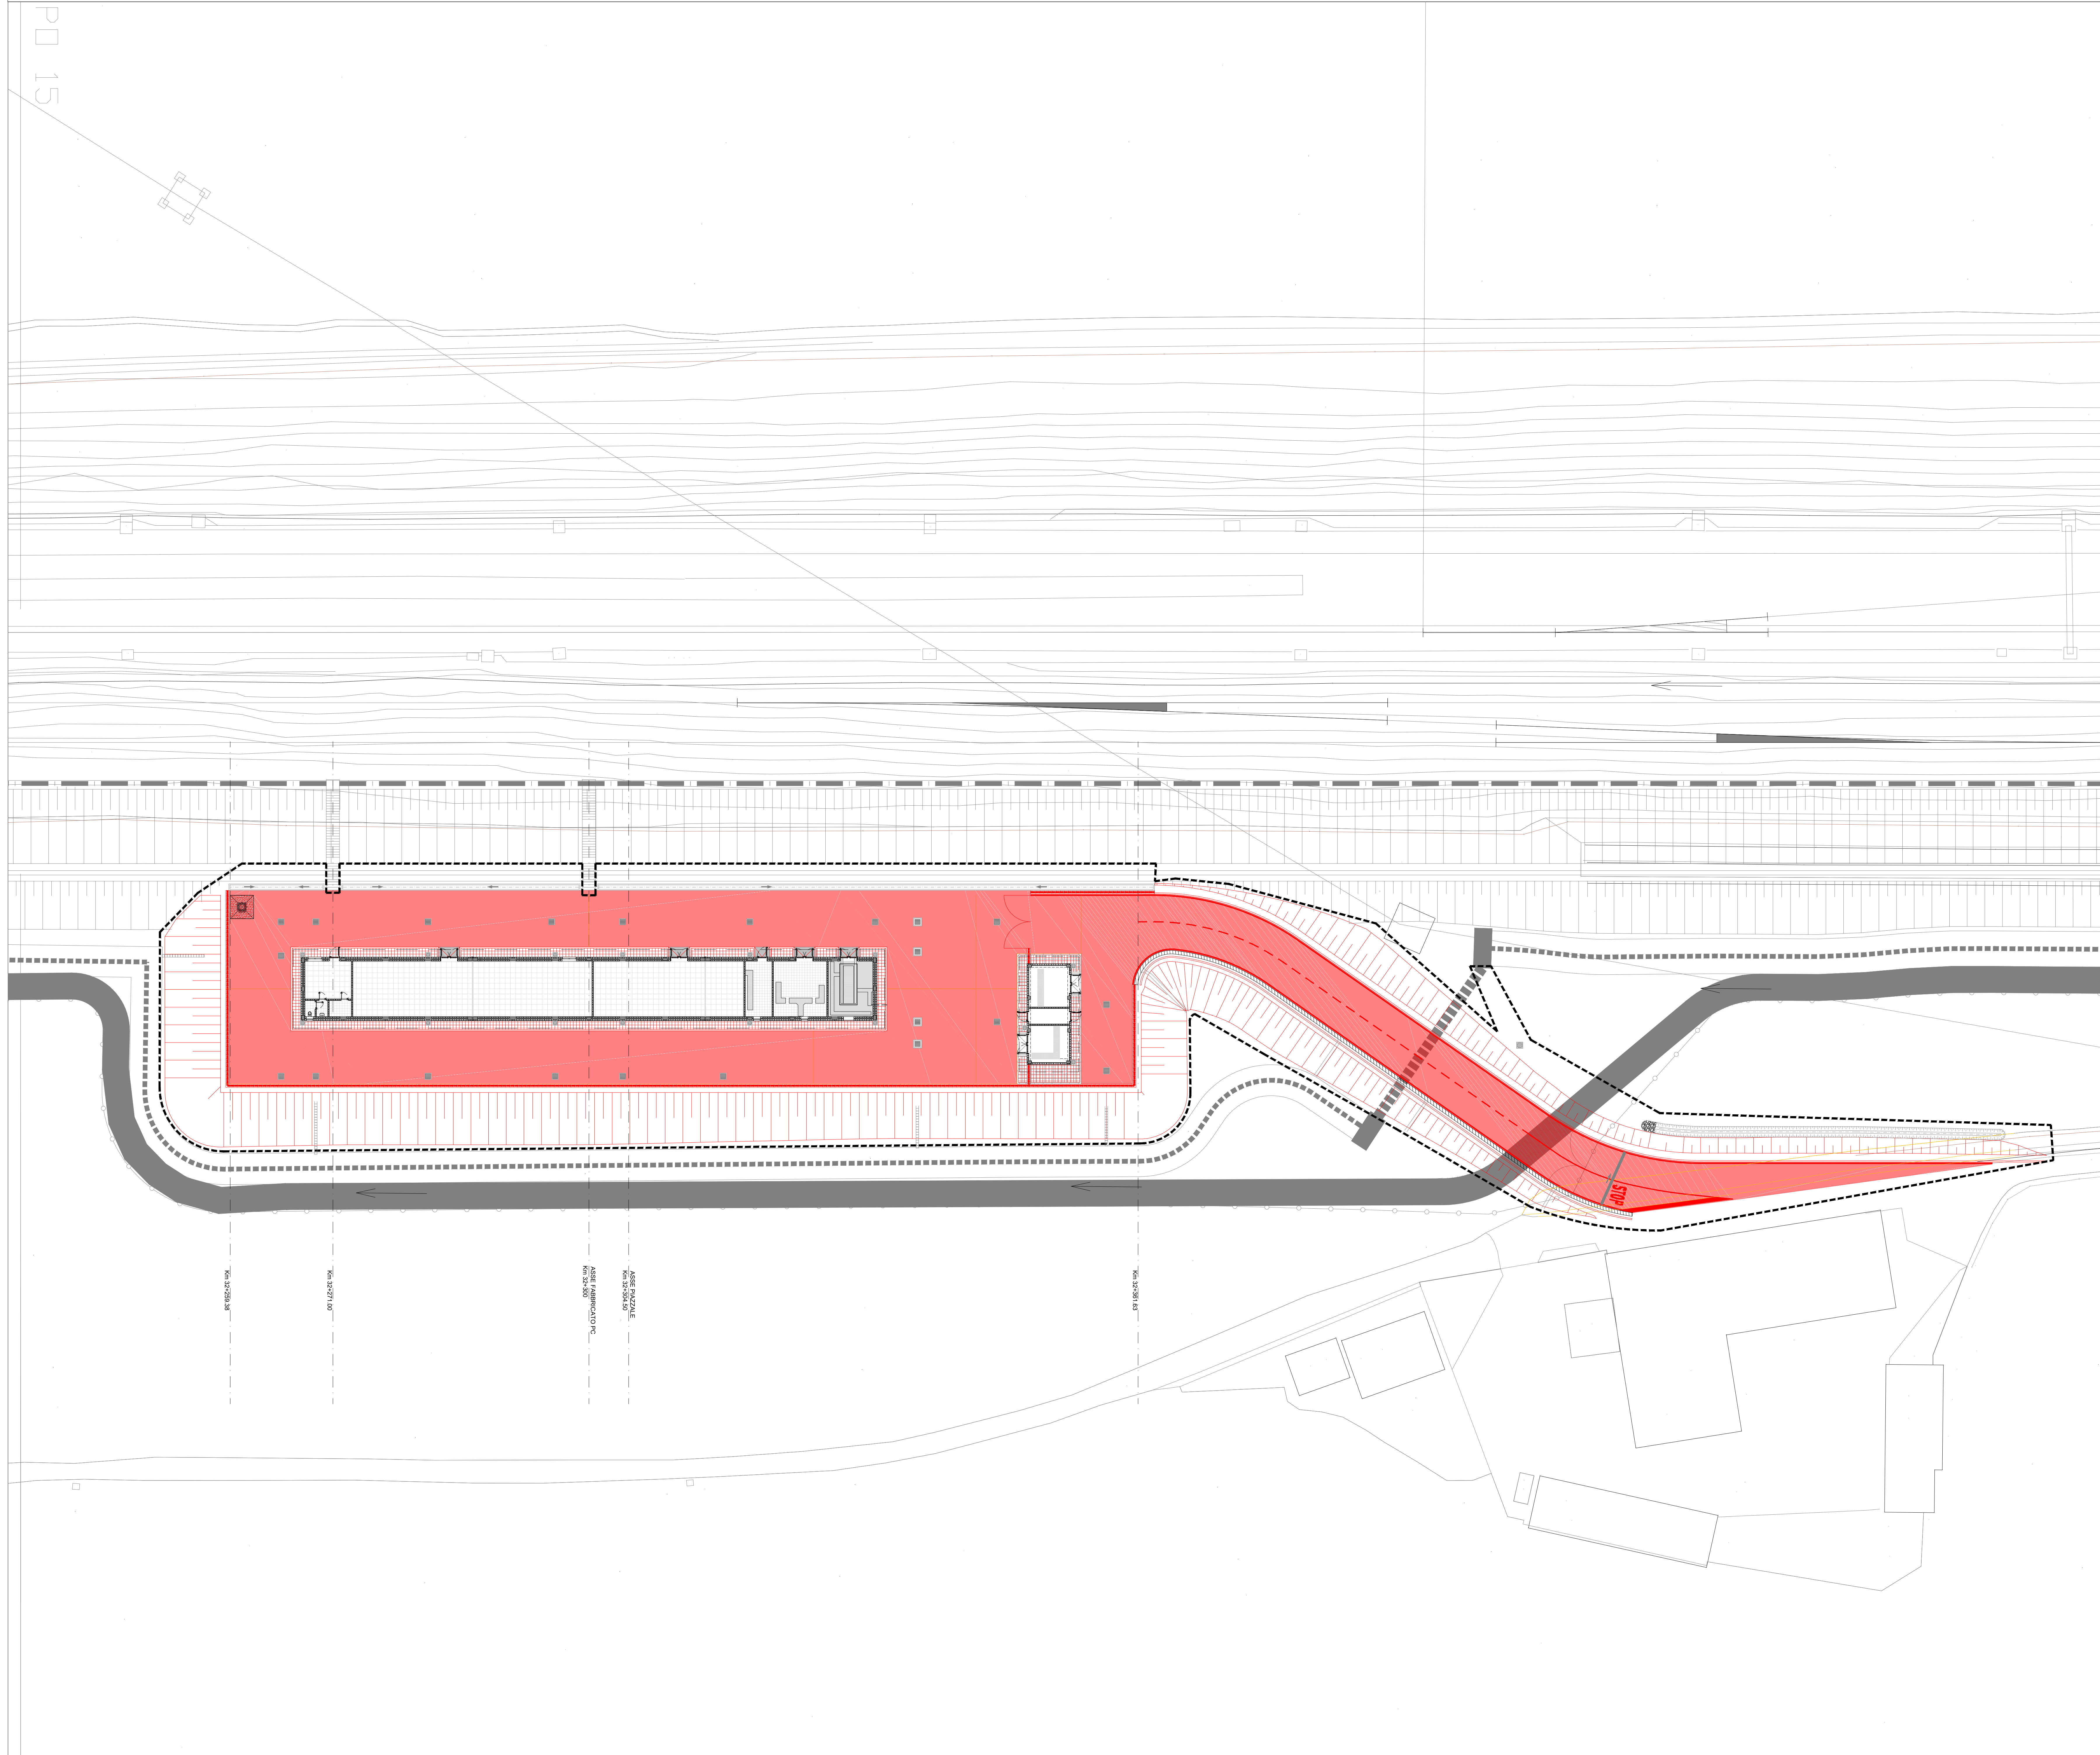 PD 15
Km 32+259.38
Km 32+271.00
ASSE FABBRICATO PC
Km 32+300
ASSE PIAZZALE
Km 32+304.50
Km 32+361.63
STOP